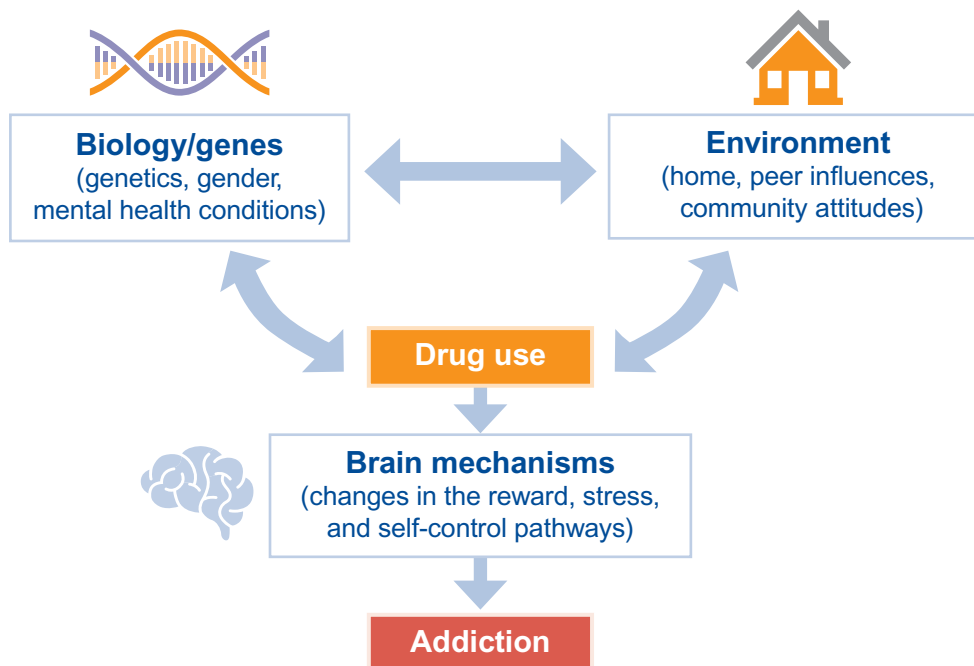 Biology/genes
(genetics, gender,
mental health conditions)
Environment
(home, peer influences,
community attitudes)
Drug use
Brain mechanisms
(changes in the reward, stress,
and self-control pathways)
Addiction